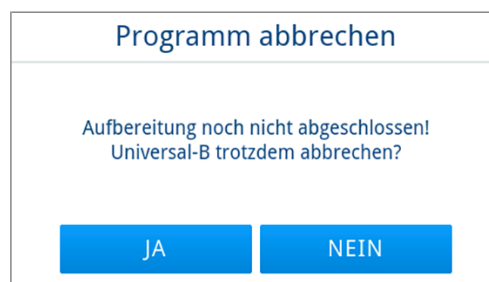 Programm abbrechen
Aufbereitung noch nicht abgeschlossen!
Universal-B trotzdem abbrechen?
JA
NEIN